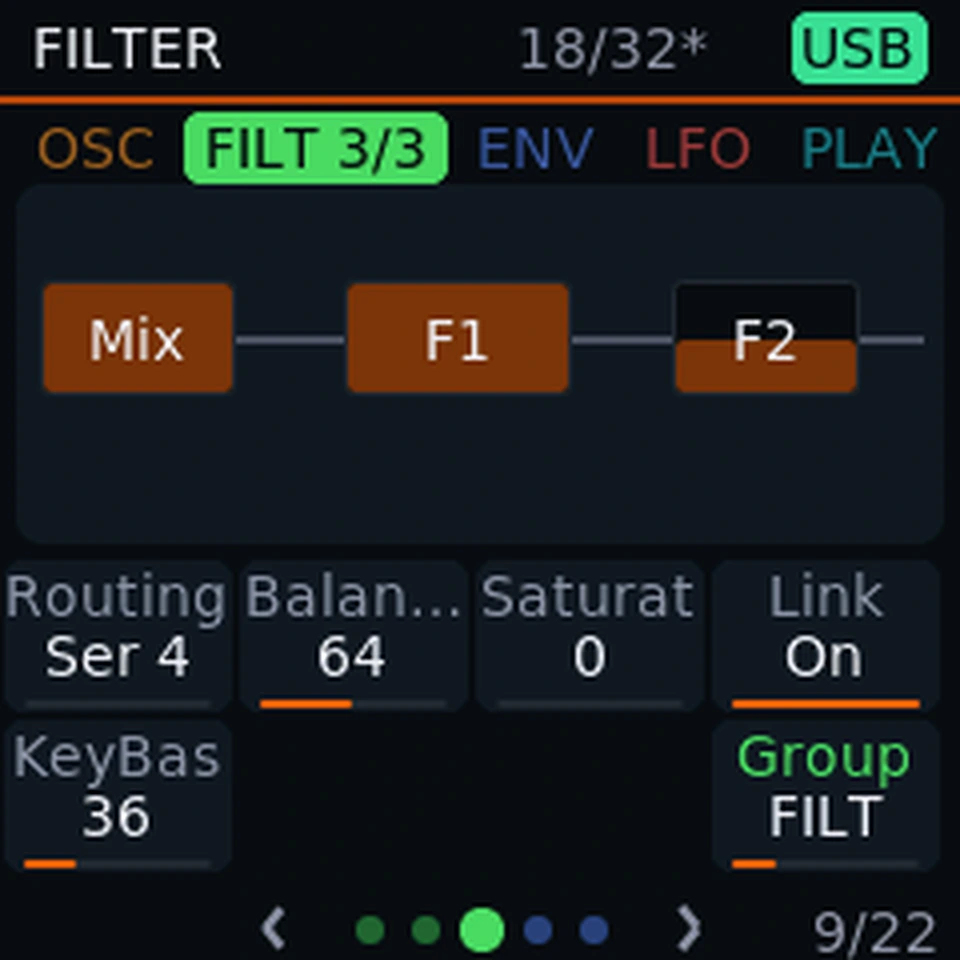 FILTER 18/32* USB
OSC FILT 3/3 ENV LFO PLAY
Mix F1 F2
Routing Balan... Saturat Link
Ser 4 64 0 On
KeyBas Group
36 FILT
‹ › 9/22